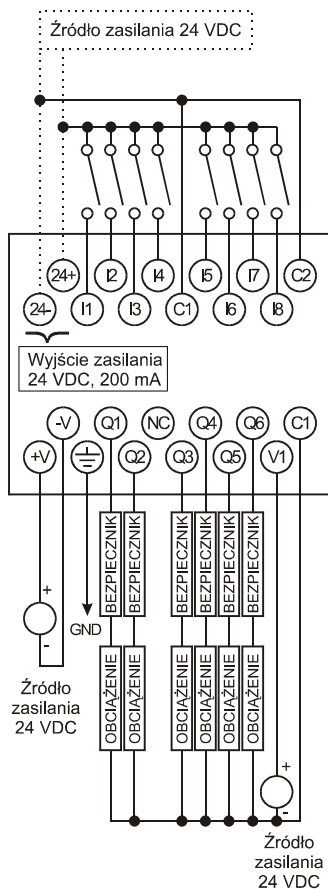 Źródło zasilania 24 VDC
24+ I2 I4 I5 I7 C2
24- I1 I3 C1 I6 I8
Wyjście zasilania
24 VDC, 200 mA
-V Q1 NC Q4 Q6 C1
+V Q2 Q3 Q5 V1
BEZPIECZNIK BEZPIECZNIK BEZPIECZNIK BEZPIECZNIK BEZPIECZNIK BEZPIECZNIK
+
-
GND
OBCIĄŻENIE OBCIĄŻENIE OBCIĄŻENIE OBCIĄŻENIE OBCIĄŻENIE OBCIĄŻENIE
Źródło
zasilania
24 VDC
+
-
Źródło
zasilania
24 VDC